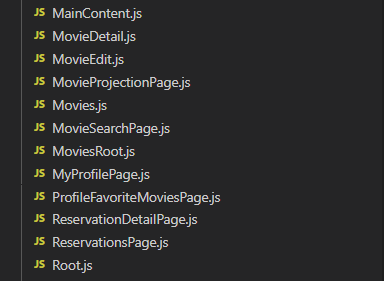 JS MainContent.js
JS MovieDetail.js
JS MovieEdit.js
JS MovieProjectionPage.js
JS Movies.js
JS MovieSearchPage.js
JS MoviesRoot.js
JS MyProfilePage.js
JS ProfileFavoriteMoviesPage.js
JS ReservationDetailPage.js
JS ReservationsPage.js
JS Root.js